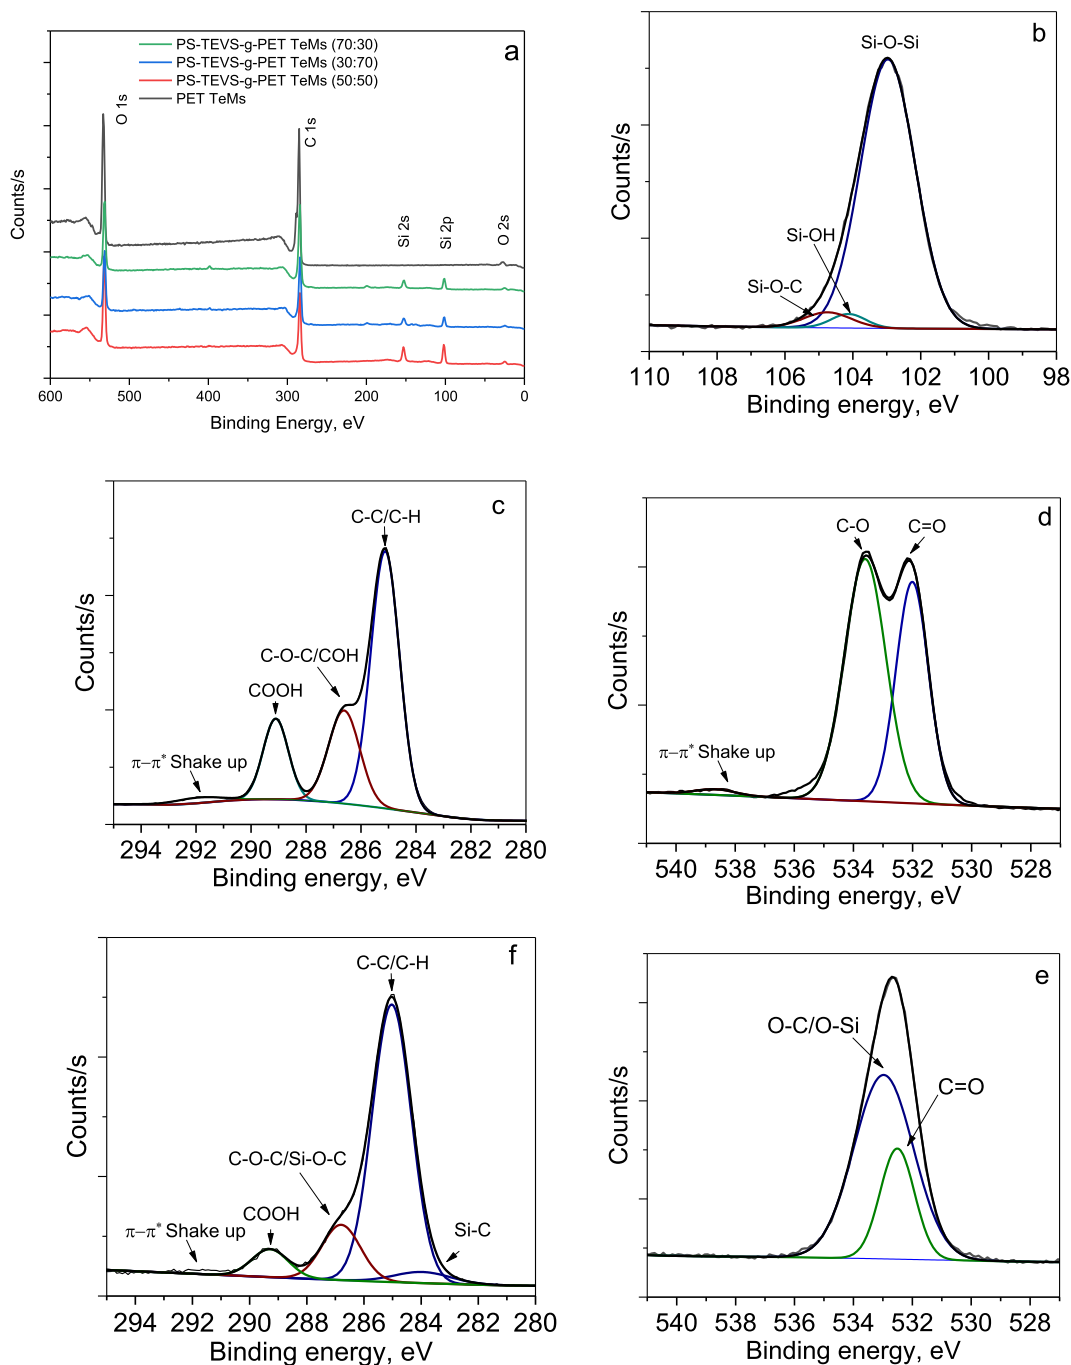 a
PS-TEVS-g-PET TeMs (70:30)
PS-TEVS-g-PET TeMs (30:70)
PS-TEVS-g-PET TeMs (50:50)
PET TeMs
O 1s
C 1s
Si 2s
Si 2p
O 2s
Counts/s
600 500 400 300 200 100 0
Binding Energy, eV
b
Si-O-Si
Si-OH
Si-O-C
Counts/s
110 108 106 104 102 100 98
Binding energy, eV
c
C-C/C-H
C-O-C/COH
COOH
π–π* Shake up
Counts/s
294 292 290 288 286 284 282 280
Binding energy, eV
d
C-O
C=O
π–π* Shake up
Counts/s
540 538 536 534 532 530 528
Binding energy, eV
f
C-C/C-H
C-O-C/Si-O-C
COOH
π–π* Shake up
Si-C
Counts/s
294 292 290 288 286 284 282 280
Binding energy, eV
e
O-C/O-Si
C=O
Counts/s
540 538 536 534 532 530 528
Binding energy, eV